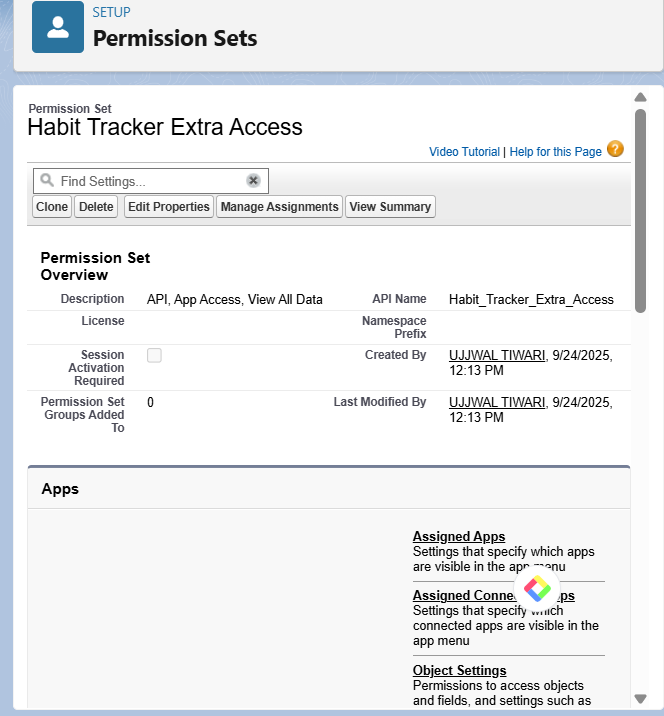 SETUP
Permission Sets
Permission Set
Habit Tracker Extra Access
Video Tutorial | Help for this Page ?
Find Settings...
Clone Delete Edit Properties Manage Assignments View Summary
Permission Set
Overview
Description API, App Access, View All Data API Name Habit_Tracker_Extra_Access
License Namespace
Prefix
Session Created By UJJWAL TIWARI, 9/24/2025,
Activation 12:13 PM
Required
Permission Set 0 Last Modified By UJJWAL TIWARI, 9/24/2025,
Groups Added 12:13 PM
To
Apps
Assigned Apps
Settings that specify which apps
are visible in the app menu
Assigned Connected Apps
Settings that specify which
connected apps are visible in the
app menu
Object Settings
Permissions to access objects
and fields, and settings such as